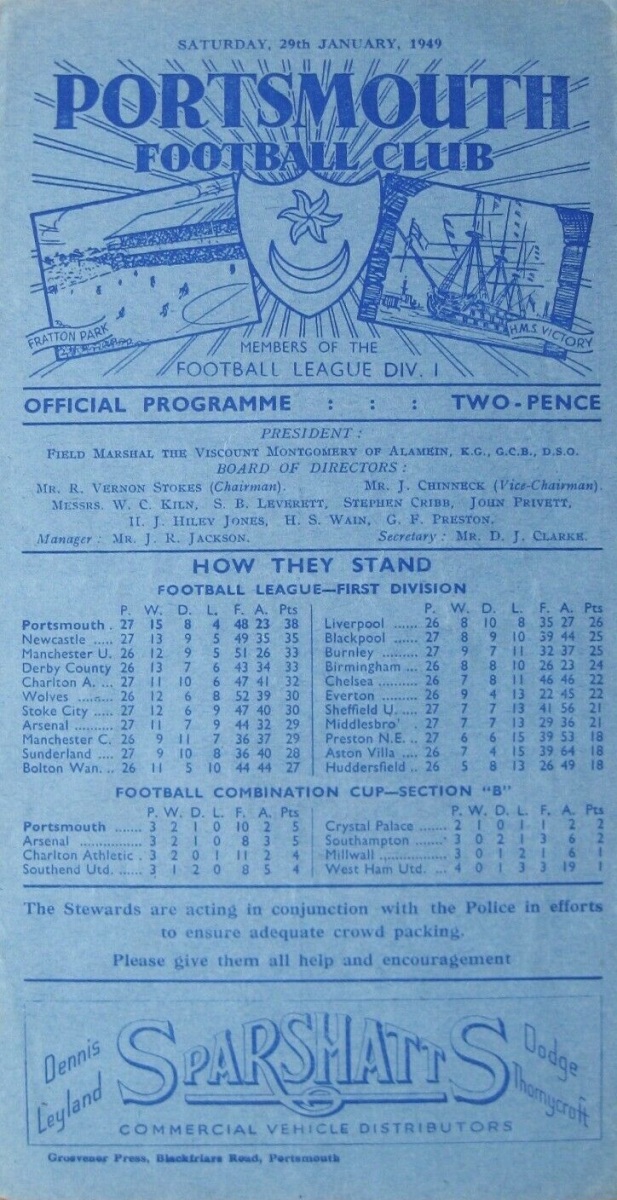 SATURDAY, 29th JANUARY, 1949
PORTSMOUTH
FOOTBALL CLUB
FRATTON PARK
H.M.S. VICTORY
MEMBERS OF THE
FOOTBALL LEAGUE DIV. 1
OFFICIAL PROGRAMME : : : TWO-PENCE
PRESIDENT :
FIELD MARSHAL THE VISCOUNT MONTGOMERY OF ALAMEIN, K.G., G.C.B., D.S.O.
BOARD OF DIRECTORS :
MR. R. VERNON STOKES (Chairman). MR. J. CHINNECK (Vice-Chairman).
MESSRS. W. C. KILN, S. B. LEVERETT, STEPHEN CRIBB, JOHN PRIVETT,
H. J. HILEY JONES, H. S. WAIN, G. F. PRESTON.
Manager : MR. J. R. JACKSON. Secretary : MR. D. J. CLARKE.
HOW THEY STAND
FOOTBALL LEAGUE—FIRST DIVISION
P. W. D. L. F. A. Pts
Portsmouth . 27 15 8 4 48 23 38
Newcastle ..... 27 13 9 5 49 35 35
Manchester U. 26 12 9 5 51 26 33
Derby County 26 13 7 6 43 34 33
Charlton A. ... 27 11 10 6 47 41 32
Wolves ........ 26 12 6 8 52 39 30
Stoke City ..... 27 12 6 9 47 40 30
Arsenal .......... 27 11 7 9 44 32 29
Manchester C. 26 9 11 7 36 37 29
Sunderland .... 27 9 10 8 36 40 28
Bolton Wan. .. 26 11 5 10 44 44 27
P. W. D. L. F. A. Pts
Liverpool ...... 26 8 10 8 35 27 26
Blackpool ...... 27 8 9 10 39 44 25
Burnley ........ 27 9 7 11 32 37 25
Birmingham ... 26 8 8 10 26 23 24
Chelsea .......... 26 7 8 11 46 46 22
Everton ........ 26 9 4 13 22 45 22
Sheffield U. .... 27 7 7 13 41 56 21
Middlesbro' . 27 7 7 13 29 36 21
Preston N.E. .. 27 6 6 15 39 53 18
Aston Villa .... 26 7 4 15 39 64 18
Huddersfield .. 26 5 8 13 26 49 18
FOOTBALL COMBINATION CUP—SECTION "B"
P. W. D. L. F. A. Pts
Portsmouth ....... 3 2 1 0 10 2 5
Arsenal ............... 3 2 1 0 8 3 5
Charlton Athletic . 3 2 0 1 11 2 4
Southend Utd. ...... 3 1 2 0 8 5 4
P. W. D. L. F. A. Pts
Crystal Palace ....... 2 1 0 1 1 2 2
Southampton ....... 3 0 2 1 3 6 2
Millwall ................ 3 0 1 2 1 6 1
West Ham Utd. ... 4 0 1 3 3 19 1
The Stewards are acting in conjunction with the Police in efforts
to ensure adequate crowd packing.
Please give them all help and encouragement
Dennis
Leyland
SPARSHATTS
Dodge
Thornycroft
COMMERCIAL VEHICLE DISTRIBUTORS
Grosvenor Press, Blackfriars Road, Portsmouth